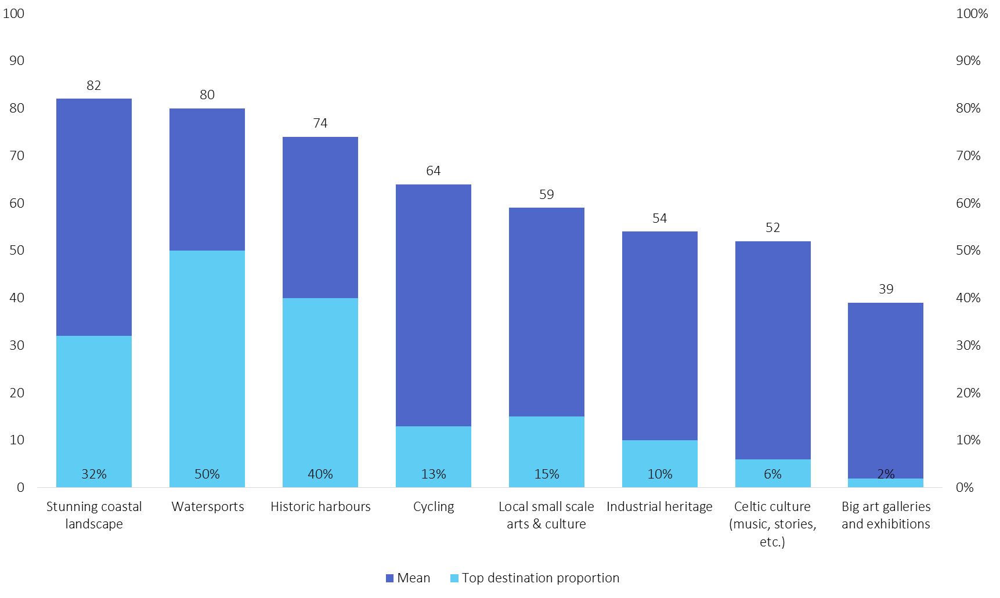 100
90
80
70
60
50
40
30
20
10
0
100%
90%
80%
70%
60%
50%
40%
30%
20%
10%
0%
82
80
74
64
59
54
52
39
32%
50%
40%
13%
15%
10%
6%
2%
Stunning coastal
landscape
Watersports
Historic harbours
Cycling
Local small scale
arts & culture
Industrial heritage
Celtic culture
(music, stories,
etc.)
Big art galleries
and exhibitions
Mean
Top destination proportion